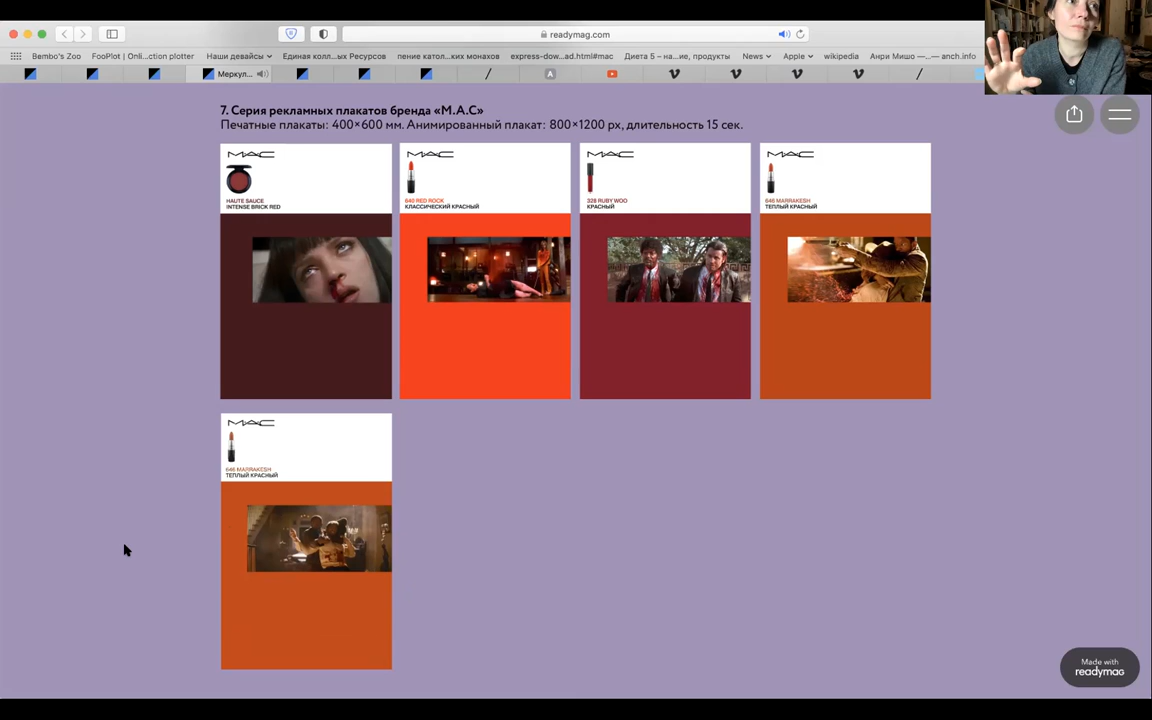 readymag.com
Bembo's Zoo
FooPlot | Onli...ction plotter
Наши девайсы
Единая колл...ых Ресурсов
пение катол...ких монахов
express-dow...ad.html#mac
Диета 5 – на...ие, продукты
News
Apple
wikipedia
Анри Мишо — anch.info
Меркул...
7. Серия рекламных плакатов бренда «M.A.C»
Печатные плакаты: 400×600 мм. Анимированный плакат: 800×1200 px, длительность 15 сек.
MAC
HAUTE SAUCE
INTENSE BRICK RED
MAC
640 RED ROCK
КЛАССИЧЕСКИЙ КРАСНЫЙ
MAC
328 RUBY WOO
КРАСНЫЙ
MAC
646 MARRAKESH
ТЕПЛЫЙ КРАСНЫЙ
MAC
646 MARRAKESH
ТЕПЛЫЙ КРАСНЫЙ
Made with
readymag